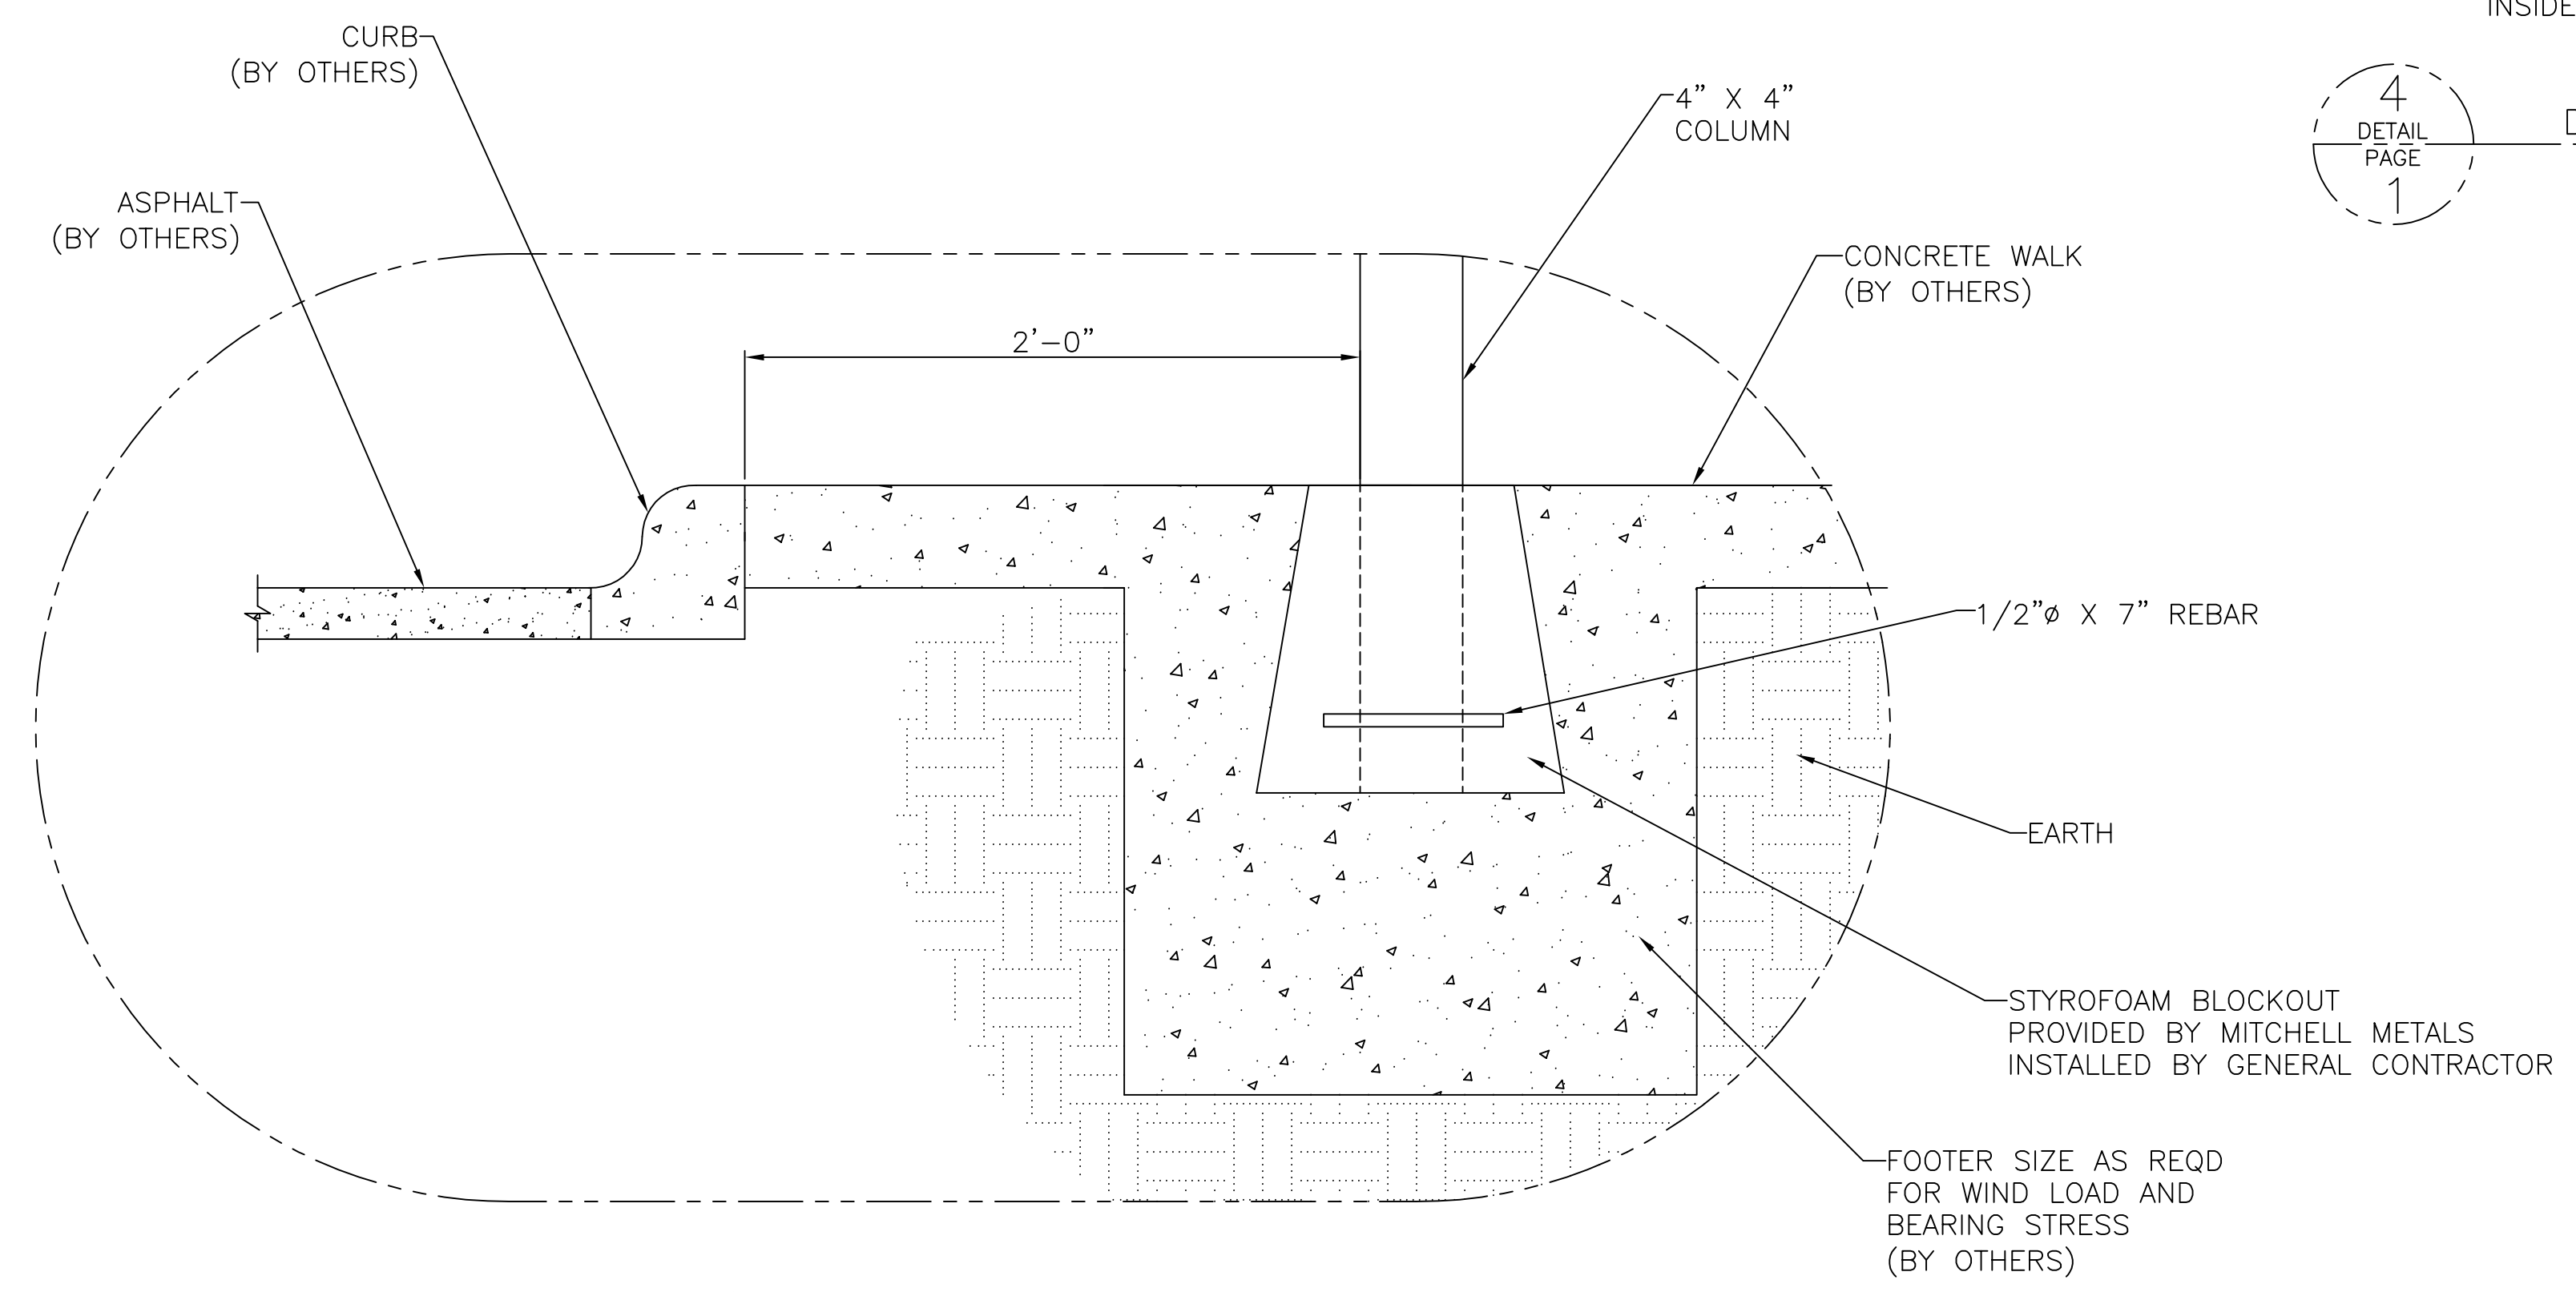 INSIDE
CURB
(BY OTHERS)
4" X 4"
COLUMN
4
DETAIL
PAGE
1
ASPHALT
(BY OTHERS)
CONCRETE WALK
(BY OTHERS)
2'-0"
1/2"ø X 7" REBAR
EARTH
STYROFOAM BLOCKOUT
PROVIDED BY MITCHELL METALS
INSTALLED BY GENERAL CONTRACTOR
FOOTER SIZE AS REQD
FOR WIND LOAD AND
BEARING STRESS
(BY OTHERS)